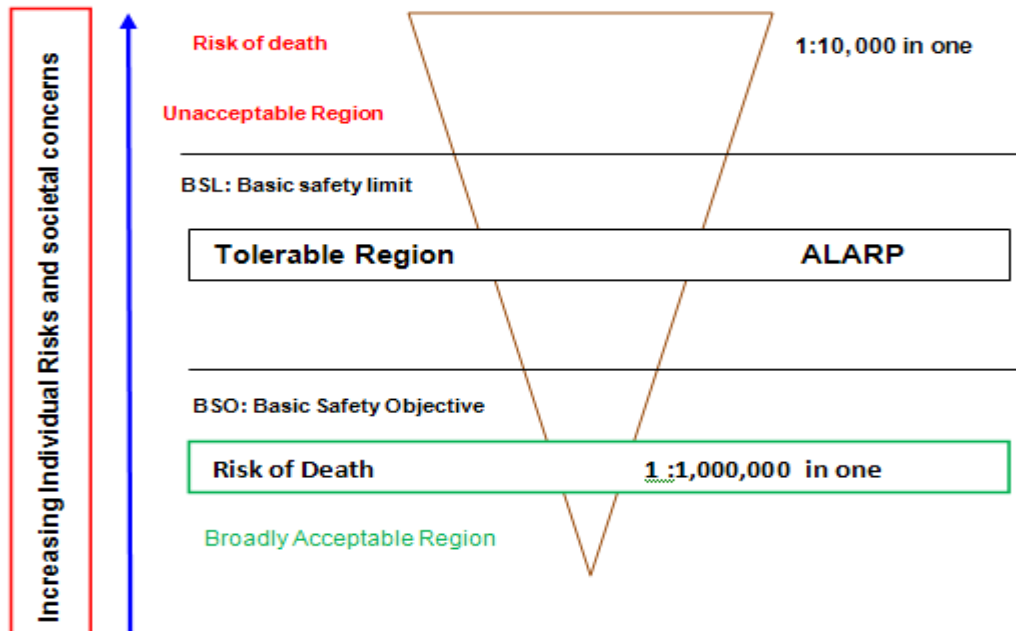 Increasing Individual Risks and societal concerns
Risk of death
1:10,000 in one
Unacceptable Region
BSL: Basic safety limit
Tolerable Region
ALARP
BSO: Basic Safety Objective
Risk of Death
1 :1,000,000 in one
Broadly Acceptable Region